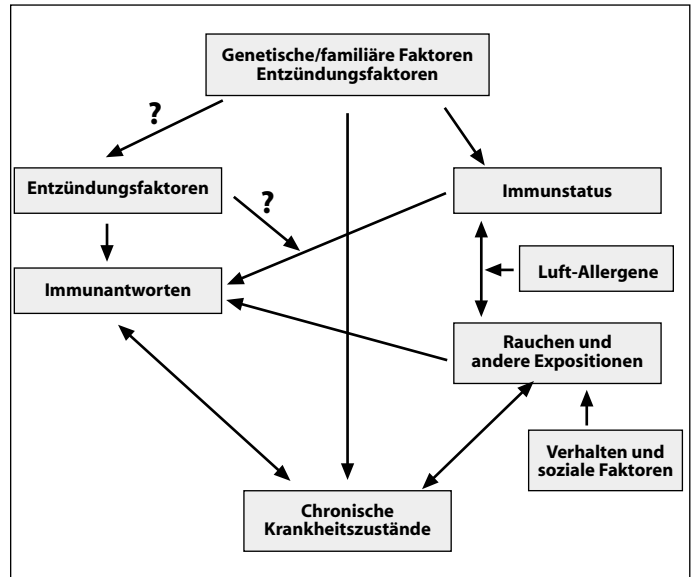 Genetische/familiäre Faktoren
Entzündungsfaktoren
?
Entzündungsfaktoren
?
Immunstatus
Luft-Allergene
Immunantworten
Rauchen und
andere Expositionen
Verhalten und
soziale Faktoren
Chronische
Krankheitszustände